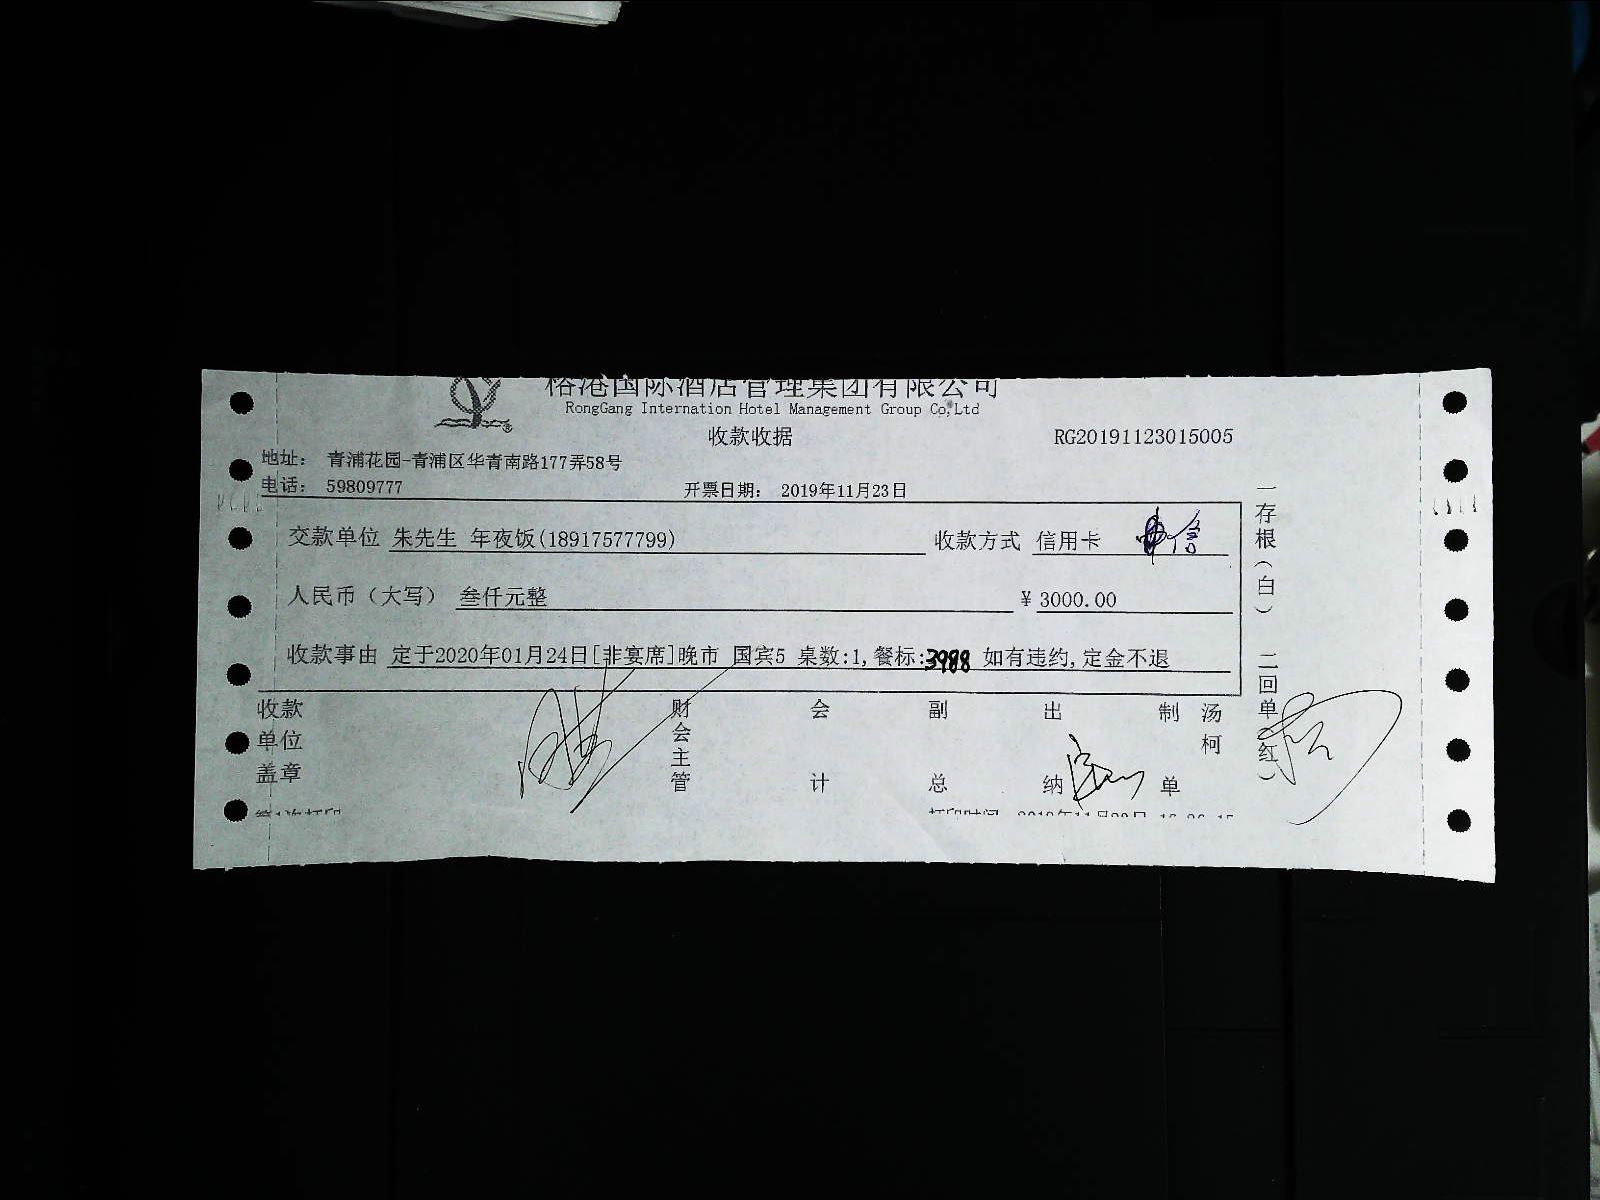 榕港国际酒店管理集团有限公司
RongGang Internation Hotel Management Group Co,Ltd
收款收据 RG20191123015005
地址： 青浦花园-青浦区华青南路177弄58号
电话： 59809777 开票日期： 2019年11月23日
交款单位 朱先生 年夜饭(18917577799) 收款方式 信用卡
人民币（大写） 叁仟元整 ￥3000.00
收款事由 定于2020年01月24日[非宴席]晚市 国宾5 桌数:1,餐标:3988 如有违约,定金不退
收款单位盖章 财会主管 会计 副总 出纳 制单 汤柯
一存根（白） 二回单（红）